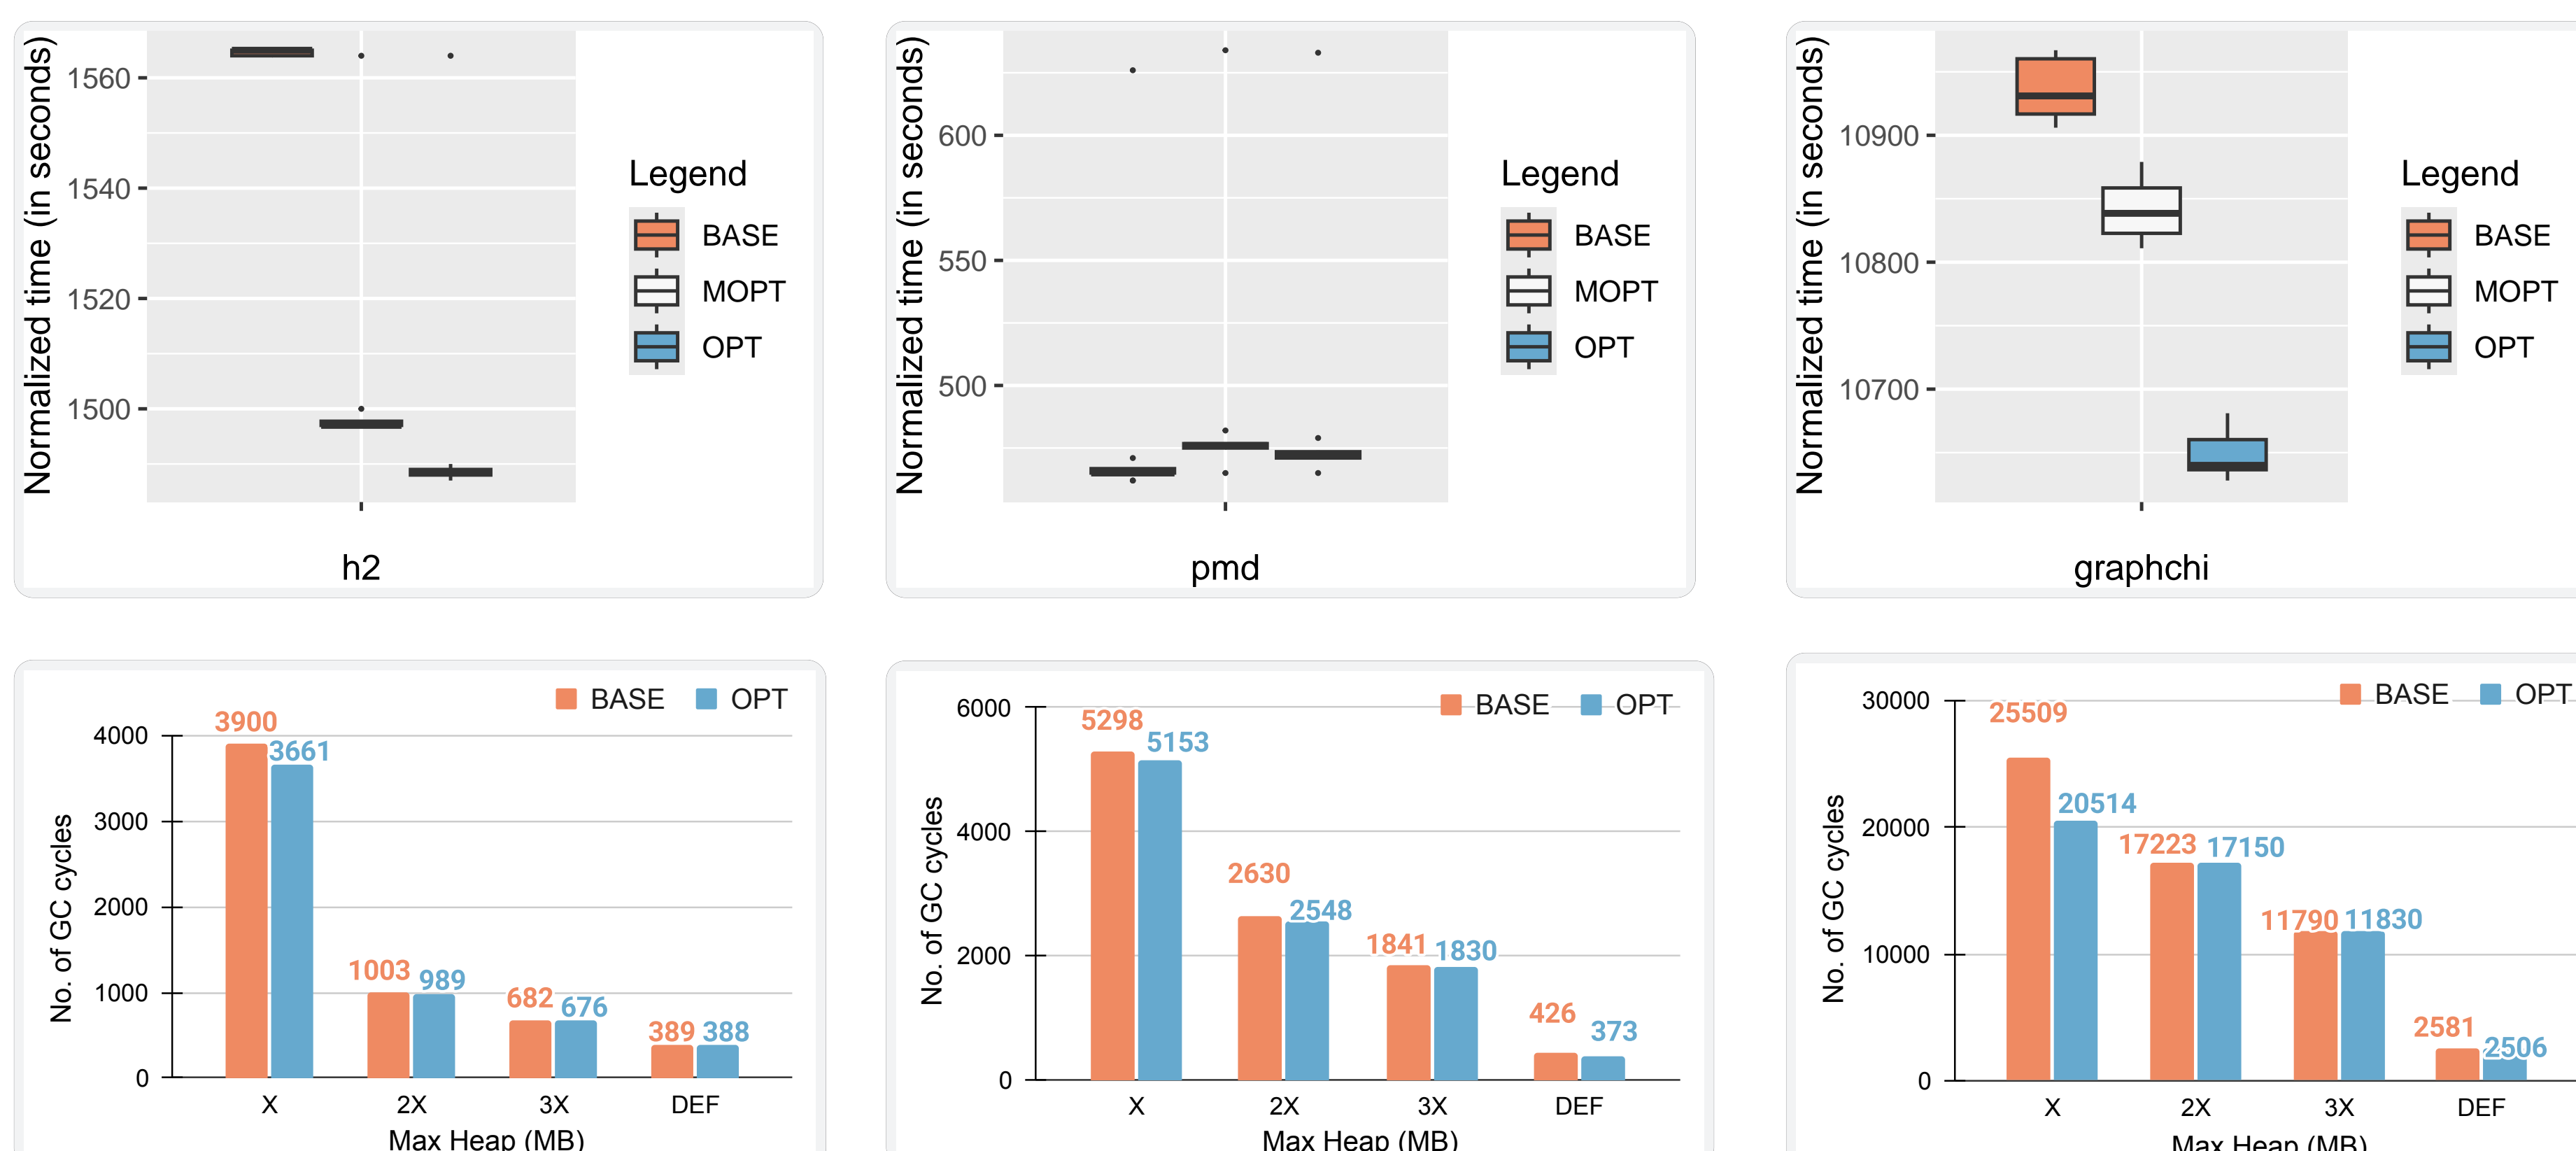 Normalized time (in seconds)
1560
1540
1520
1500
h2
Legend
BASE
MOPT
OPT
Normalized time (in seconds)
600
550
500
pmd
Legend
BASE
MOPT
OPT
Normalized time (in seconds)
10900
10800
10700
graphchi
Legend
BASE
MOPT
OPT
BASE OPT
No. of GC cycles
4000
3000
2000
1000
0
3900
3661
1003
989
682
676
389
388
X 2X 3X DEF
Max Heap (MB)
BASE OPT
No. of GC cycles
6000
4000
2000
0
5298
5153
2630
2548
1841
1830
426
373
X 2X 3X DEF
Max Heap (MB)
BASE OPT
No. of GC cycles
30000
20000
10000
0
25509
20514
17223
17150
11790
11830
2581
2506
X 2X 3X DEF
Max Heap (MB)